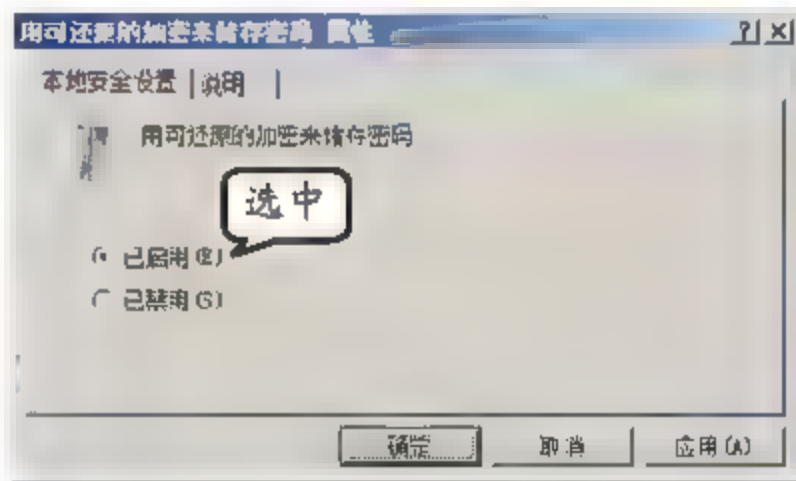 用可还原的加密来储存密码 属性
本地安全设置 说明
用可还原的加密来储存密码
选中
已启用(E)
已禁用(S)
确定 取消 应用(A)